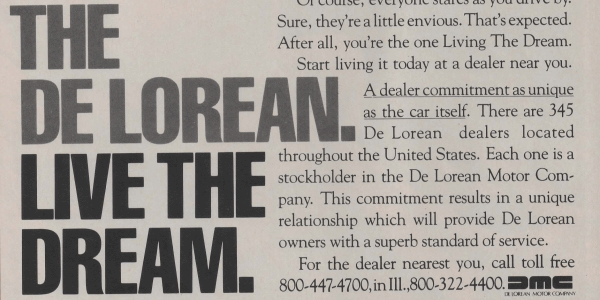 THE
DE LOREAN.
LIVE THE
DREAM.
Of course, everyone stares as you drive by.
Sure, they're a little envious. That's expected.
After all, you're the one Living The Dream.
Start living it today at a dealer near you.
A dealer commitment as unique
as the car itself. There are 345
De Lorean dealers located
throughout the United States. Each one is a
stockholder in the De Lorean Motor Com-
pany. This commitment results in a unique
relationship which will provide De Lorean
owners with a superb standard of service.
For the dealer nearest you, call toll free
800-447-4700, in Ill., 800-322-4400. DMC
DE LOREAN MOTOR COMPANY